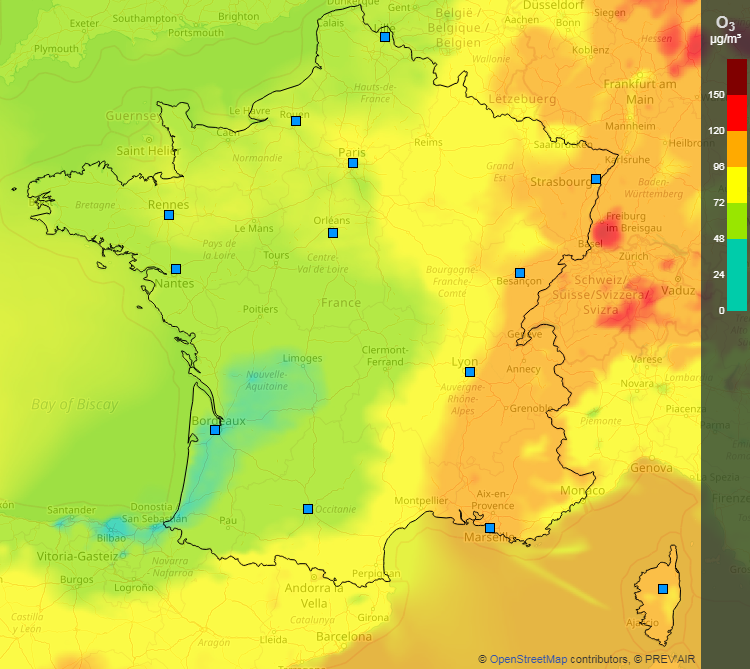 Dunkerque
Gent
België /
Belgique /
Belgien
Düsseldorf
Aachen
Bonn
Siegen
Exeter
Southampton
Brighton
Portsmouth
Plymouth
Calais
Lille
Koblenz
Hessen
Wallonie
O3
µg/m³
Hauts-de-
France
Lëtzebuerg
Frankfurt am
Main
150
Guernsey
Le Havre
Rouen
Caen
Mannheim
120
Saint Helier
Normandie
Paris
Reims
Saarbrücken
Heilbronn
Karlsruhe
96
Grand
Est
Strasbourg
Baden-
Württemberg
72
Bretagne
Rennes
Orléans
Freiburg
im Breisgau
Le Mans
Pays de
la Loire
Tours
Centre-
Val de Loire
Basel
48
Zürich
Bourgogne-
Franche-
Comté
Besançon
24
Nantes
Schweiz/
Suisse/Svizzera/
Svizra
Vaduz
Poitiers
France
0
Genève
Limoges
Clermont-
Ferrand
Lyon
Annecy
Varese
Nouvelle-
Aquitaine
Auvergne-
Rhône-
Alpes
Novara
Lombardia
Bay of Biscay
Grenoble
Piacenza
Bordeaux
Piemonte
Parma
Genova
La Spezia
Monaco
Santander
Donostia
San Sebastián
Occitanie
Montpellier
Aix-en-
Provence
Firenze
Bilbao
Pau
Marseille
Vitoria-Gasteiz
Navarra
- Nafarroa
Burgos
Logroño
Perpignan
Andorra la
Vella
Castilla
y León
Girona
Catalunya
Ajaccio
Aragón
Lleida
Barcelona
Tarragona
© OpenStreetMap contributors, © PREV'AIR